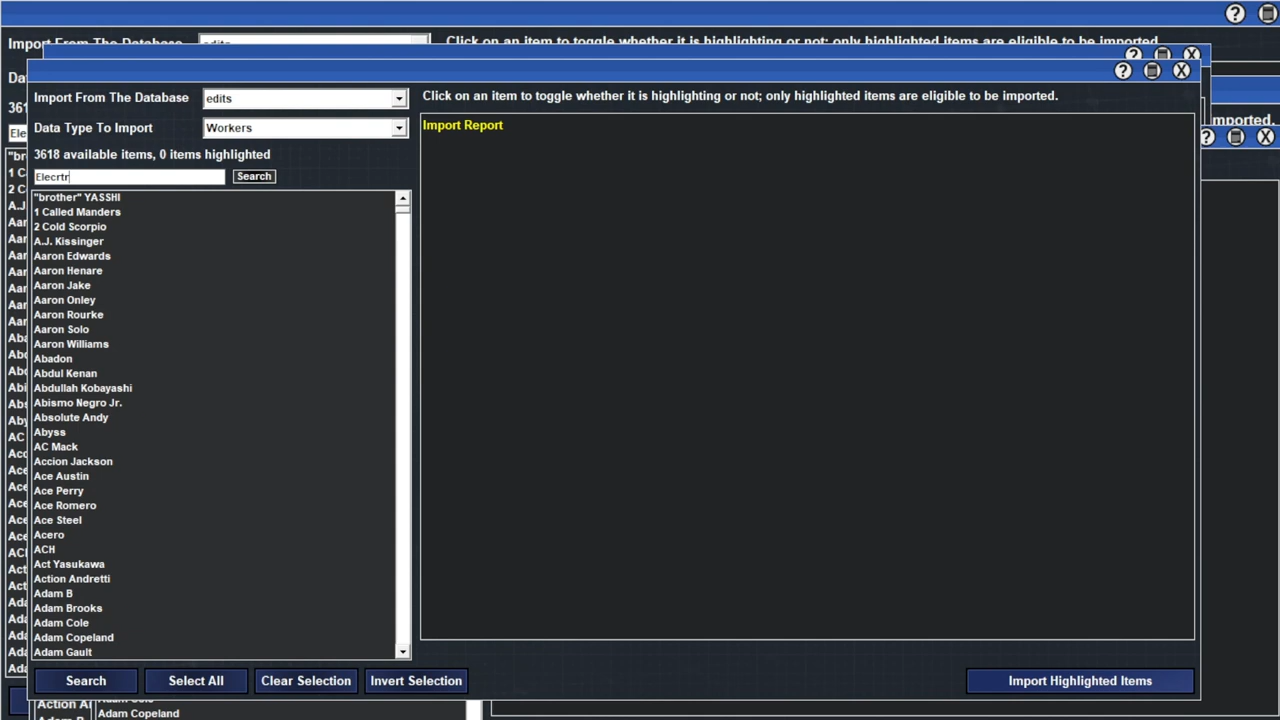 Import From The Database
edits
Data Type To Import
Workers
3618 available items, 0 items highlighted
Elecrtr
Search
"brother" YASSHI
1 Called Manders
2 Cold Scorpio
A.J. Kissinger
Aaron Edwards
Aaron Henare
Aaron Jake
Aaron Onley
Aaron Rourke
Aaron Solo
Aaron Williams
Abadon
Abdul Kenan
Abdullah Kobayashi
Abismo Negro Jr.
Absolute Andy
Abyss
AC Mack
Accion Jackson
Ace Austin
Ace Perry
Ace Romero
Ace Steel
Acero
ACH
Act Yasukawa
Action Andretti
Adam B
Adam Brooks
Adam Cole
Adam Copeland
Adam Gault
Search
Select All
Clear Selection
Invert Selection
Click on an item to toggle whether it is highlighting or not; only highlighted items are eligible to be imported.
Import Report
Import Highlighted Items
Adam Copeland